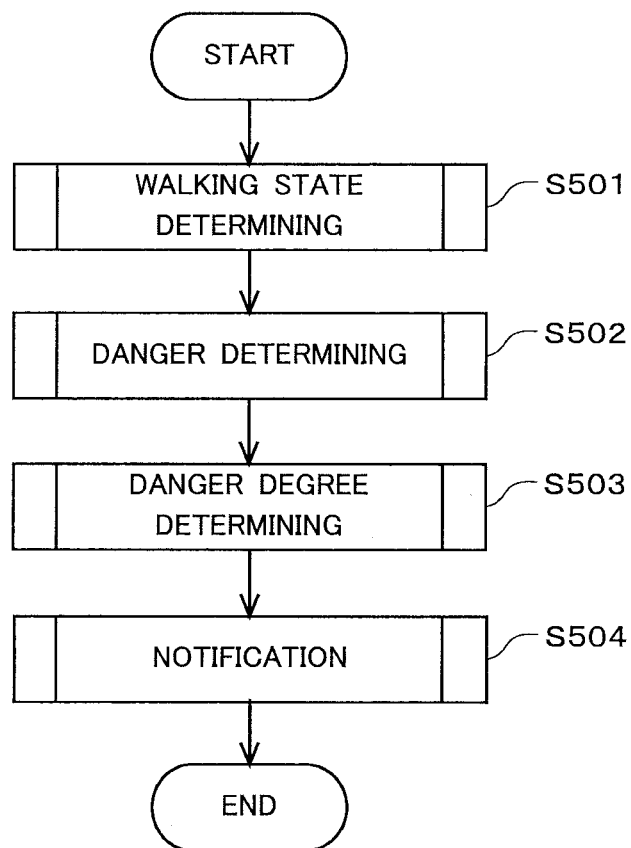 START
WALKING STATE
DETERMINING
S501
DANGER DETERMINING
S502
DANGER DEGREE
DETERMINING
S503
NOTIFICATION
S504
END